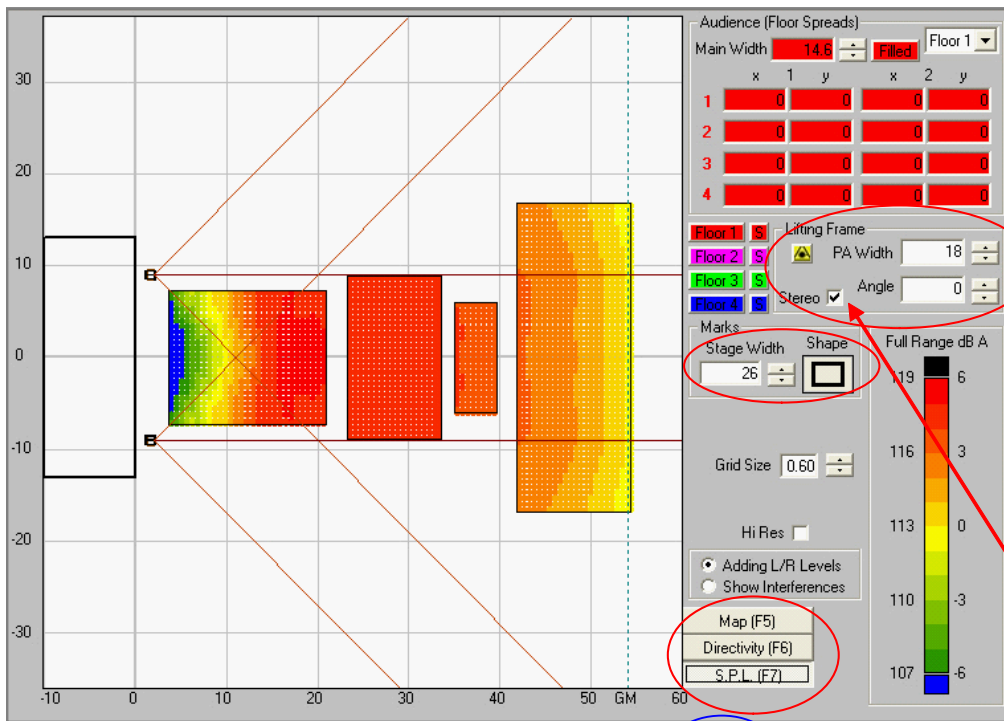 Audience (Floor Spreads)
Main Width 14.6 Filled Floor 1
x 1 y x 2 y
1 0 0 0 0
2 0 0 0 0
3 0 0 0 0
4 0 0 0 0
Floor 1 S
Floor 2 S
Floor 3 S
Floor 4 S
Lifting Frame
PA Width 18
Angle 0
Stereo
Marks
Stage Width 26
Shape
Grid Size 0.60
Hi Res
Adding L/R Levels
Show Interferences
Map (F5)
Directivity (F6)
S.P.L. (F7)
Full Range dB A
119 6
116 3
113 0
110 -3
107 -6
30
20
10
0
-10
-20
-30
-10 0 10 20 30 40 50 GM 60